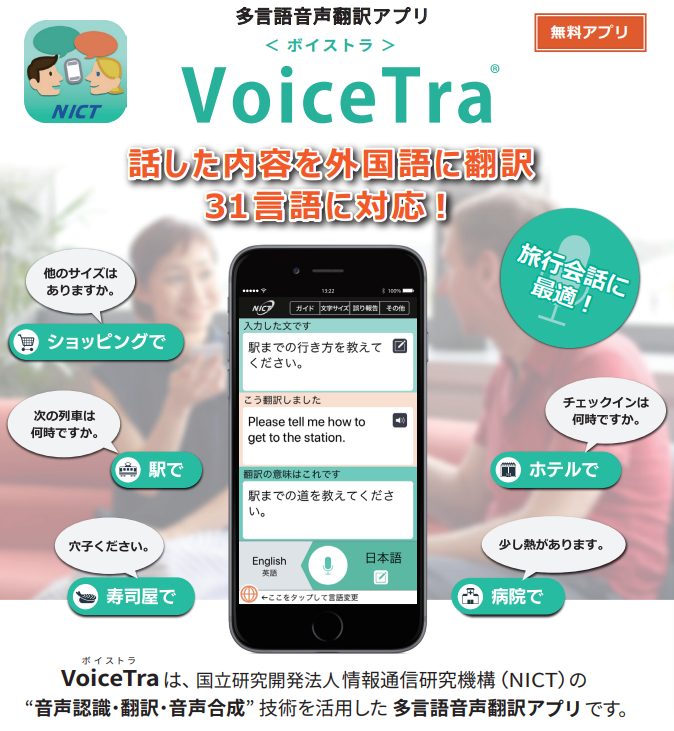 多言語音声翻訳アプリ
無料アプリ
＜ ボイストラ ＞
VoiceTra®
NICT
話した内容を外国語に翻訳
31言語に対応！
旅行会話に
最適！
他のサイズは
ありますか。
ショッピングで
次の列車は
何時ですか。
駅で
穴子ください。
寿司屋で
13:22
100%
NICT
ガイド 文字サイズ 誤り報告 その他
入力した文です
駅までの行き方を教えて
ください。
こう翻訳しました
Please tell me how to
get to the station.
翻訳の意味はこれです
駅までの道を教えてくださ
い。
English
英語
日本語
←ここをタップして言語変更
チェックインは
何時ですか。
ホテルで
少し熱があります。
病院で
ボイストラ
VoiceTra は、国立研究開発法人情報通信研究機構（NICT）の
“音声認識・翻訳・音声合成” 技術を活用した 多言語音声翻訳アプリ です。